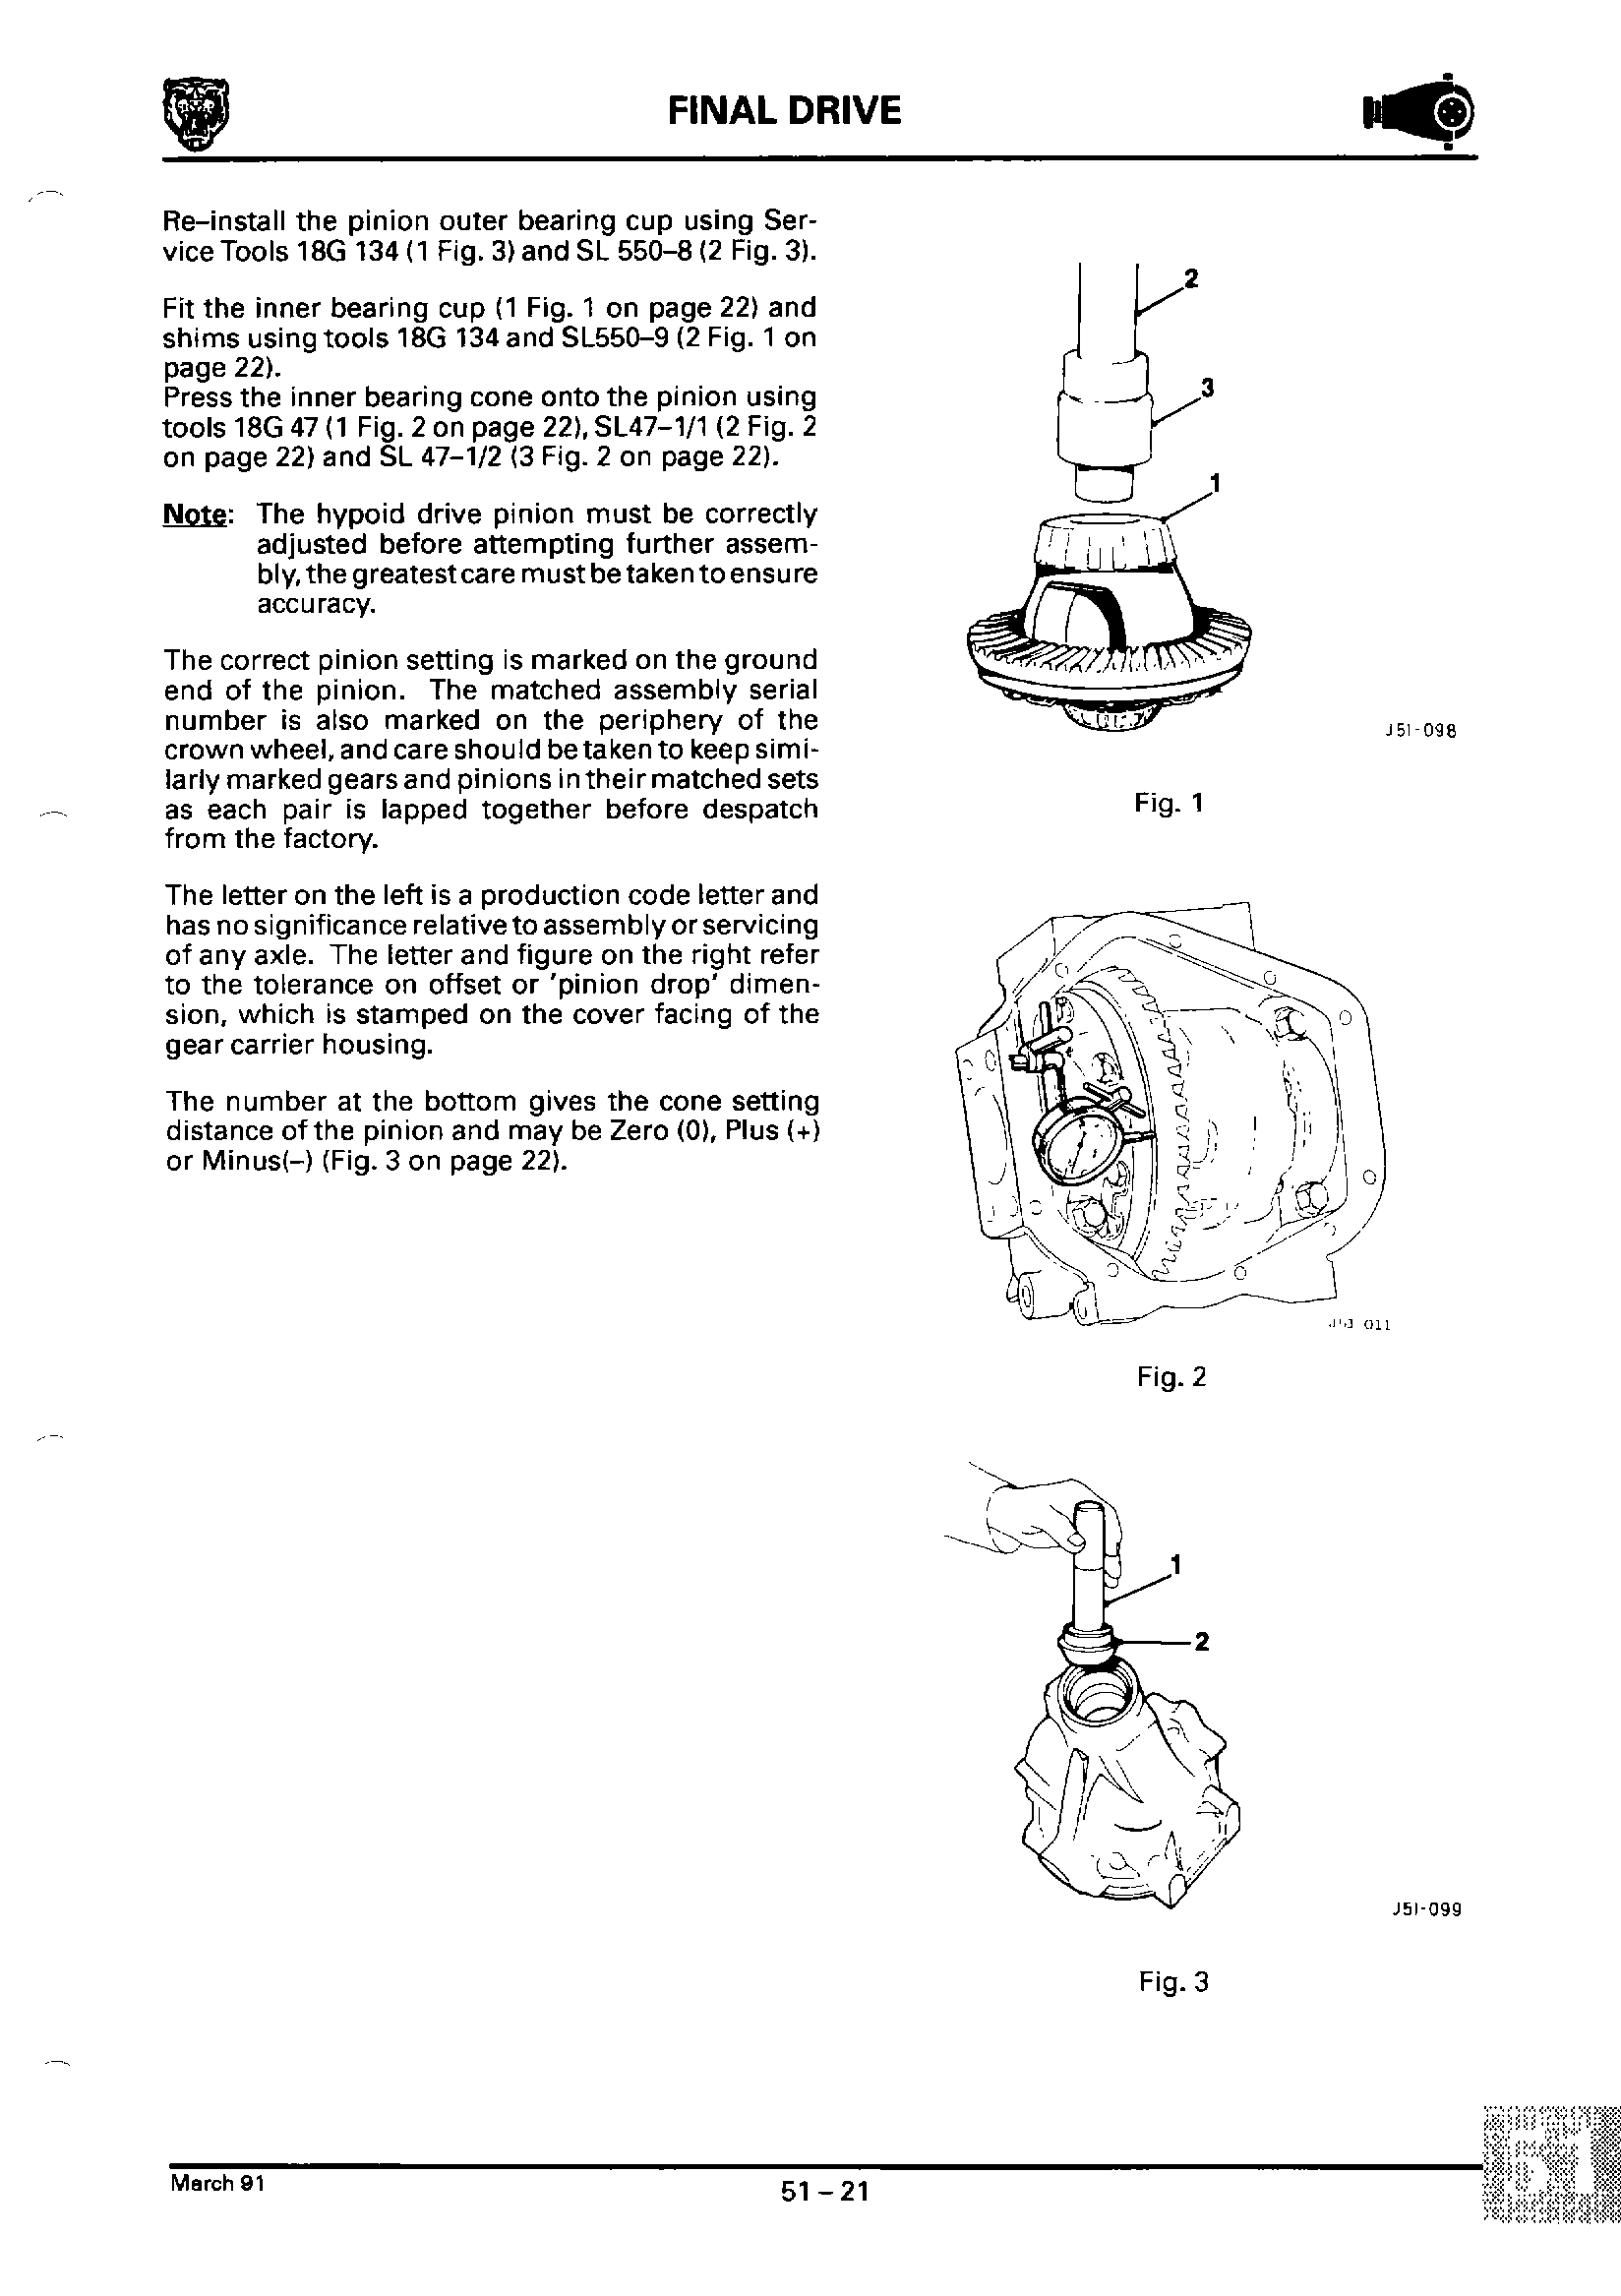 FINAL DRIVE
Re-install the pinion outer bearing cup using Ser-
vice Tools 18G 134 (1 Fig. 3) and SL 550-8 (2 Fig. 3).
Fit the inner bearing cup (1 Fig. 1 on page 22) and
shims using tools 18G 134 and SL550-9 (2 Fig. 1 on
page 22).
Press the inner bearing cone onto the pinion using
tools 18G 47 (1 Fig. 2 on page 22), SL47-1/1 (2 Fig. 2
on page 22) and SL 47-1/2 (3 Fig. 2 on page 22).
Note: The hypoid drive pinion must be correctly
adjusted before attempting further assem-
bly, the greatest care must be taken to ensure
accuracy.
The correct pinion setting is marked on the ground
end of the pinion. The matched assembly serial
number is also marked on the periphery of the
crown wheel, and care should be taken to keep simi-
larly marked gears and pinions in their matched sets
as each pair is lapped together before despatch
from the factory.
The letter on the left is a production code letter and
has no significance relative to assembly or servicing
of any axle. The letter and figure on the right refer
to the tolerance on offset or 'pinion drop' dimen-
sion, which is stamped on the cover facing of the
gear carrier housing.
The number at the bottom gives the cone setting
distance of the pinion and may be Zero (0), Plus (+)
or Minus(-) (Fig. 3 on page 22).
2
3
1
J51-098
Fig. 1
011
Fig. 2
1
2
J51-099
Fig. 3
March 91
51 - 21
51